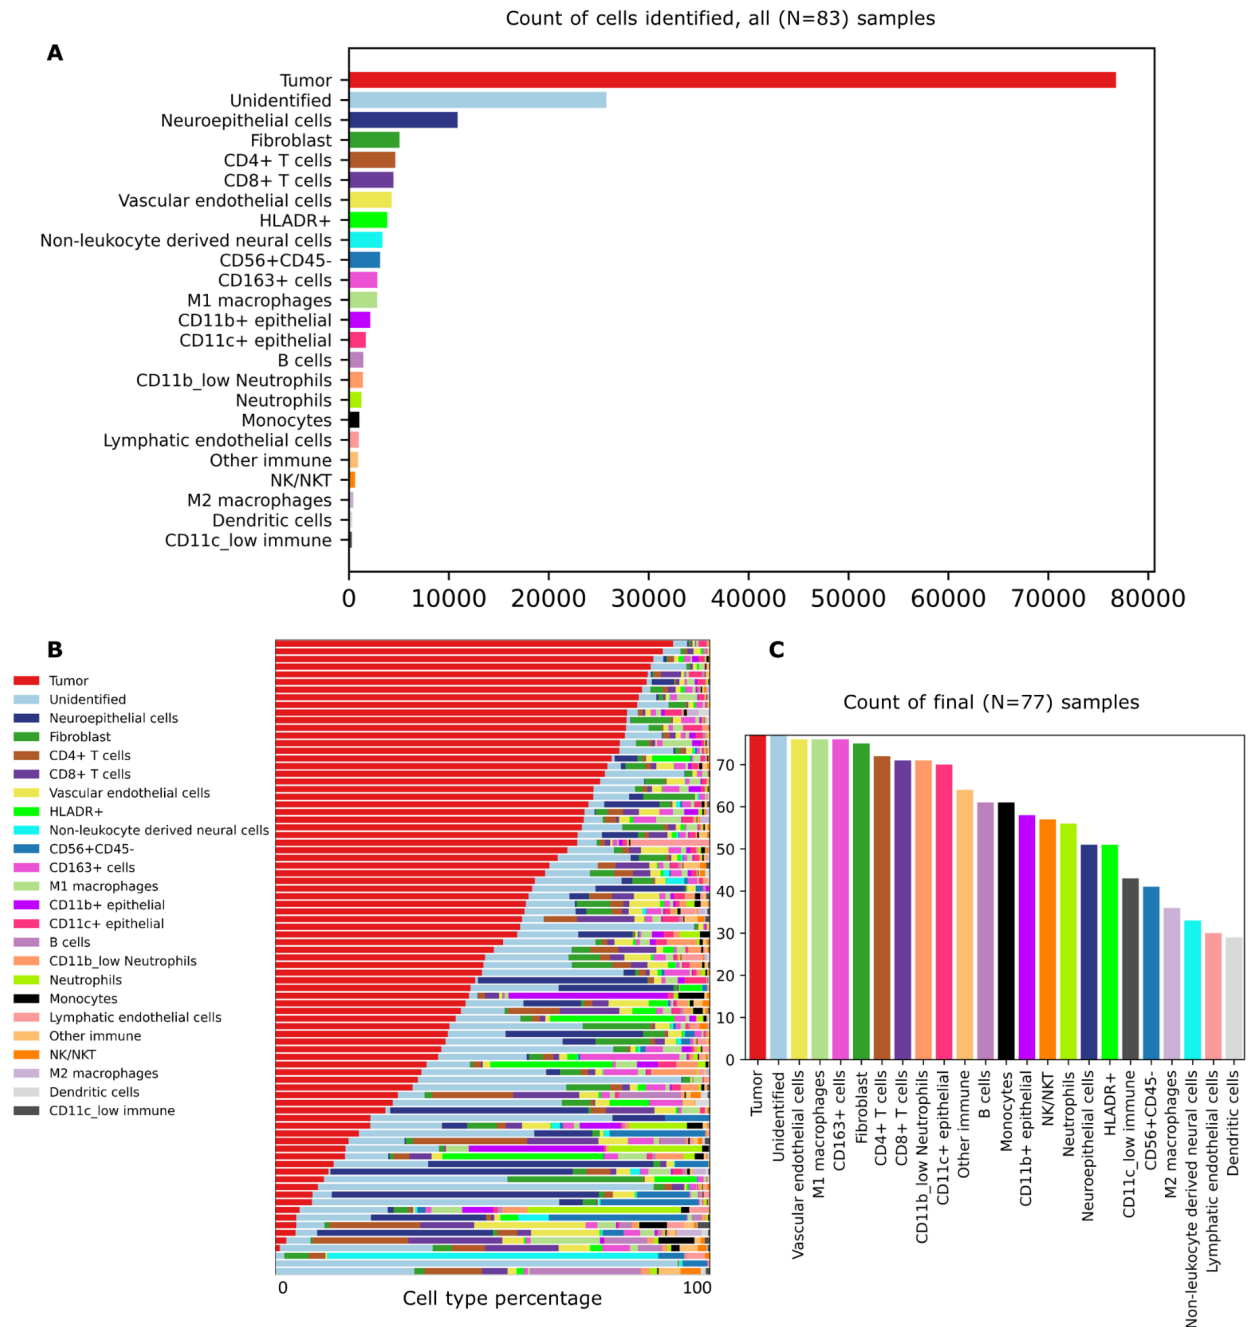 Count of cells identified, all (N=83) samples
A
Tumor
Unidentified
Neuroepithelial cells
Fibroblast
CD4+ T cells
CD8+ T cells
Vascular endothelial cells
HLADR+
Non-leukocyte derived neural cells
CD56+CD45-
CD163+ cells
M1 macrophages
CD11b+ epithelial
CD11c+ epithelial
B cells
CD11b_low Neutrophils
Neutrophils
Monocytes
Lymphatic endothelial cells
Other immune
NK/NKT
M2 macrophages
Dendritic cells
CD11c_low immune
0 10000 20000 30000 40000 50000 60000 70000 80000
B
Tumor
Unidentified
Neuroepithelial cells
Fibroblast
CD4+ T cells
CD8+ T cells
Vascular endothelial cells
HLADR+
Non-leukocyte derived neural cells
CD56+CD45-
CD163+ cells
M1 macrophages
CD11b+ epithelial
CD11c+ epithelial
B cells
CD11b_low Neutrophils
Neutrophils
Monocytes
Lymphatic endothelial cells
Other immune
NK/NKT
M2 macrophages
Dendritic cells
CD11c_low immune
0 100
Cell type percentage
C
Count of final (N=77) samples
70
60
50
40
30
20
10
0
Tumor
Unidentified
Vascular endothelial cells
M1 macrophages
CD163+ cells
Fibroblast
CD4+ T cells
CD8+ T cells
CD11b_low Neutrophils
CD11c+ epithelial
Other immune
B cells
Monocytes
CD11b+ epithelial
NK/NKT
Neutrophils
Neuroepithelial cells
HLADR+
CD11c_low immune
CD56+CD45-
M2 macrophages
Non-leukocyte derived neural cells
Lymphatic endothelial cells
Dendritic cells